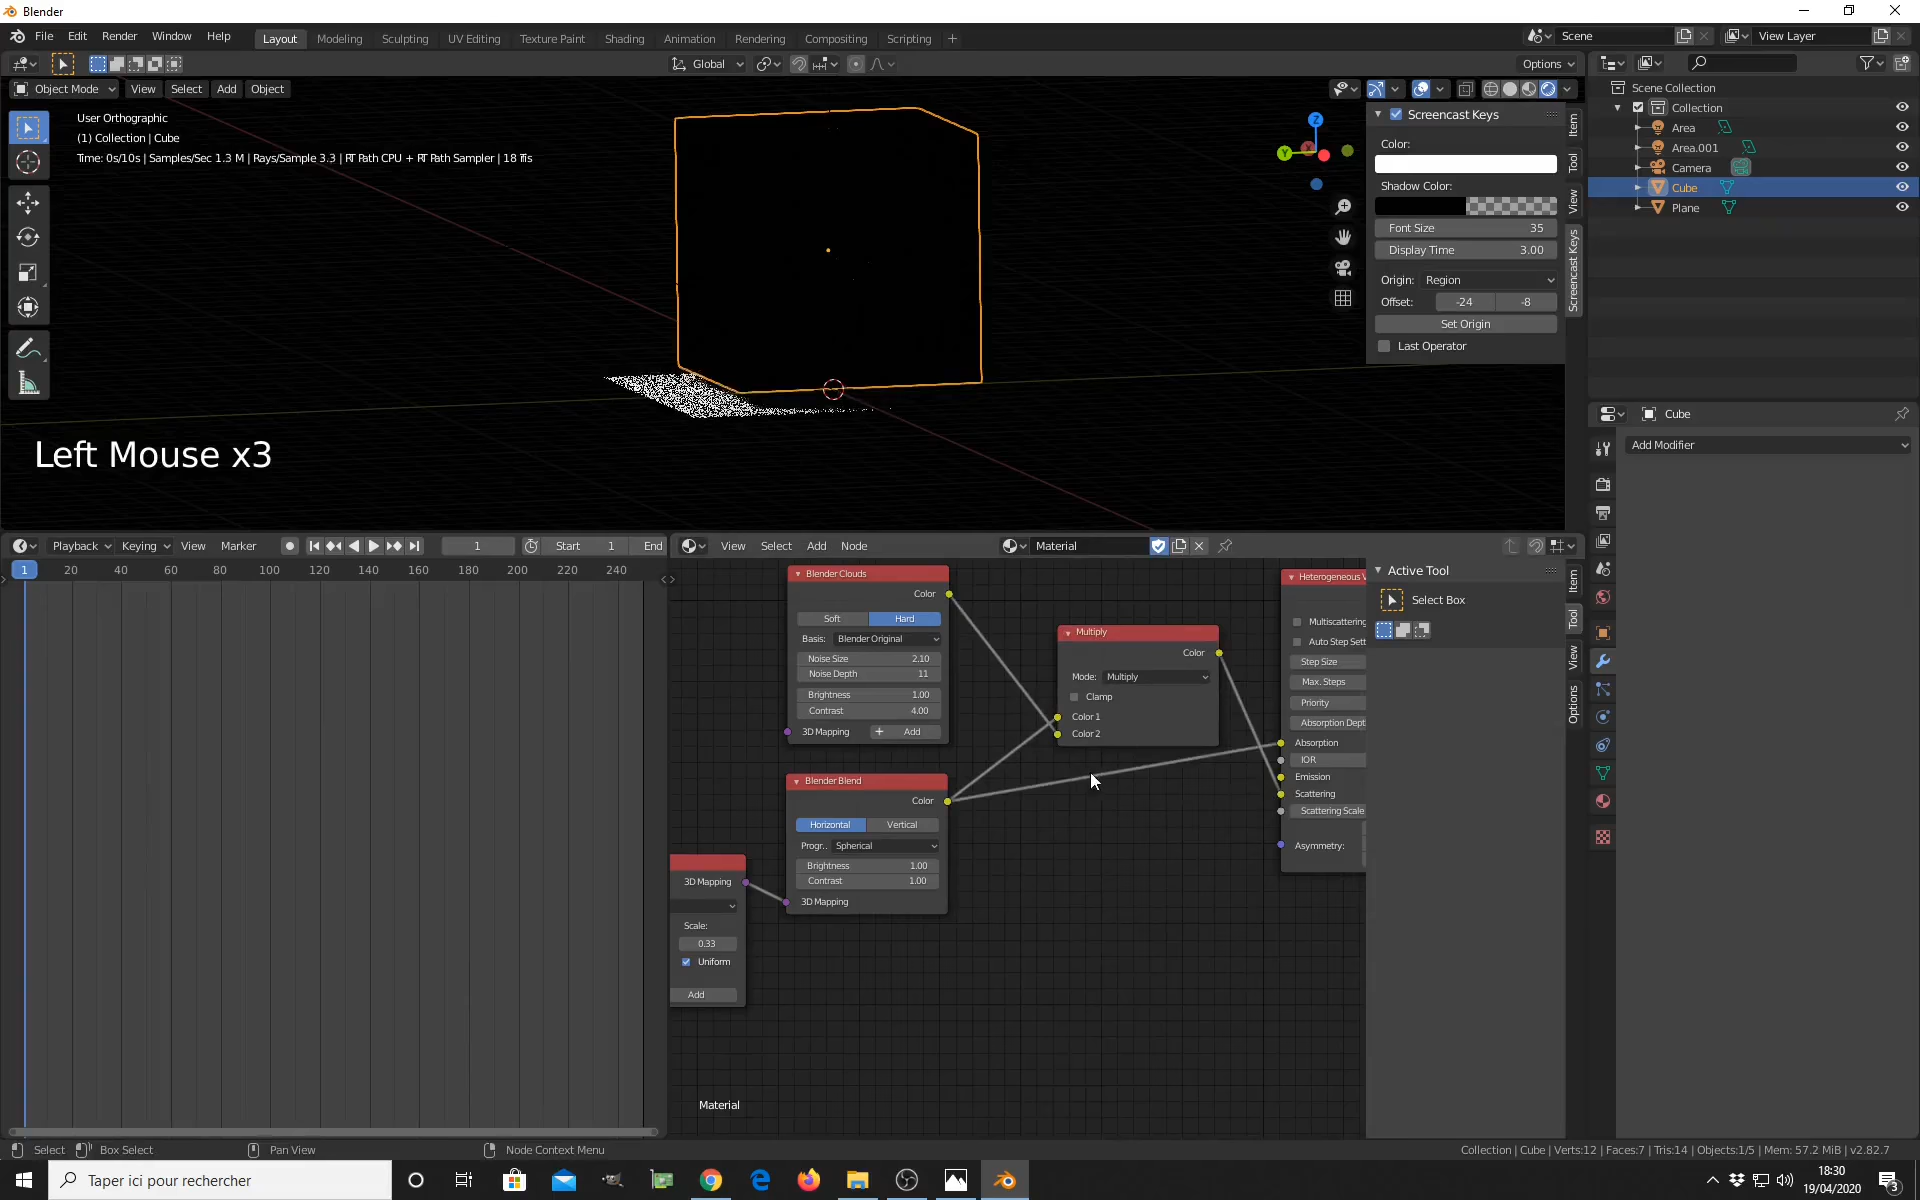 Blender
File Edit Render Window Help
Layout Modeling Sculpting UV Editing Texture Paint Shading Animation Rendering Compositing Scripting
Scene
View Layer
Global
Options
Object Mode View Select Add Object
User Orthographic
(1) Collection | Cube
Time: 0s/10s | Samples/Sec 1.3 M | Rays/Sample 3.3 | RT Path CPU + RT Path Sampler | 18 Tris
Left Mouse x3
Z
Y
Screencast Keys
Color:
Shadow Color:
Font Size 35
Display Time 3.00
Origin: Region
Offset: -24 -8
Set Origin
Last Operator
Item
Tool
View
Screencast Keys
Scene Collection
Collection
Area
Area.001
Camera
Cube
Plane
Cube
Add Modifier
Playback Keying View Marker
1
Start 1
End
1 20 40 60 80 100 120 140 160 180 200 220 240
View Select Add Node
Material
Blender Clouds
Color
Soft Hard
Basis: Blender Original
Noise Size 2.10
Noise Depth 11
Brightness 1.00
Contrast 4.00
3D Mapping
Add
Blender Blend
Color
Horizontal Vertical
Progr.. Spherical
Brightness 1.00
Contrast 1.00
3D Mapping
3D Mapping
Scale:
0.33
Uniform
Add
Multiply
Color
Mode: Multiply
Clamp
Color 1
Color 2
Heterogeneous V
Multiscattering
Auto Step Sett
Step Size
Max. Steps
Priority
Absorption Dept
Absorption
IOR
Emission
Scattering
Scattering Scale
Asymmetry:
Active Tool
Select Box
Item
Tool
View
Options
Material
Select Box Select Pan View Node Context Menu
Collection | Cube | Verts:12 | Faces:7 | Tris:14 | Objects:1/5 | Mem: 57.2 MiB | v2.82.7
Taper ici pour rechercher
18:30
19/04/2020
3